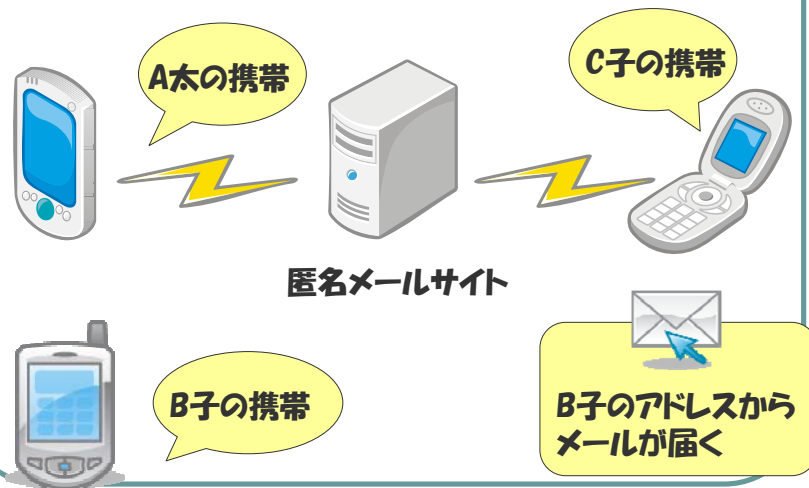 A太の携帯
C子の携帯
匿名メールサイト
B子の携帯
B子のアドレスから
メールが届く